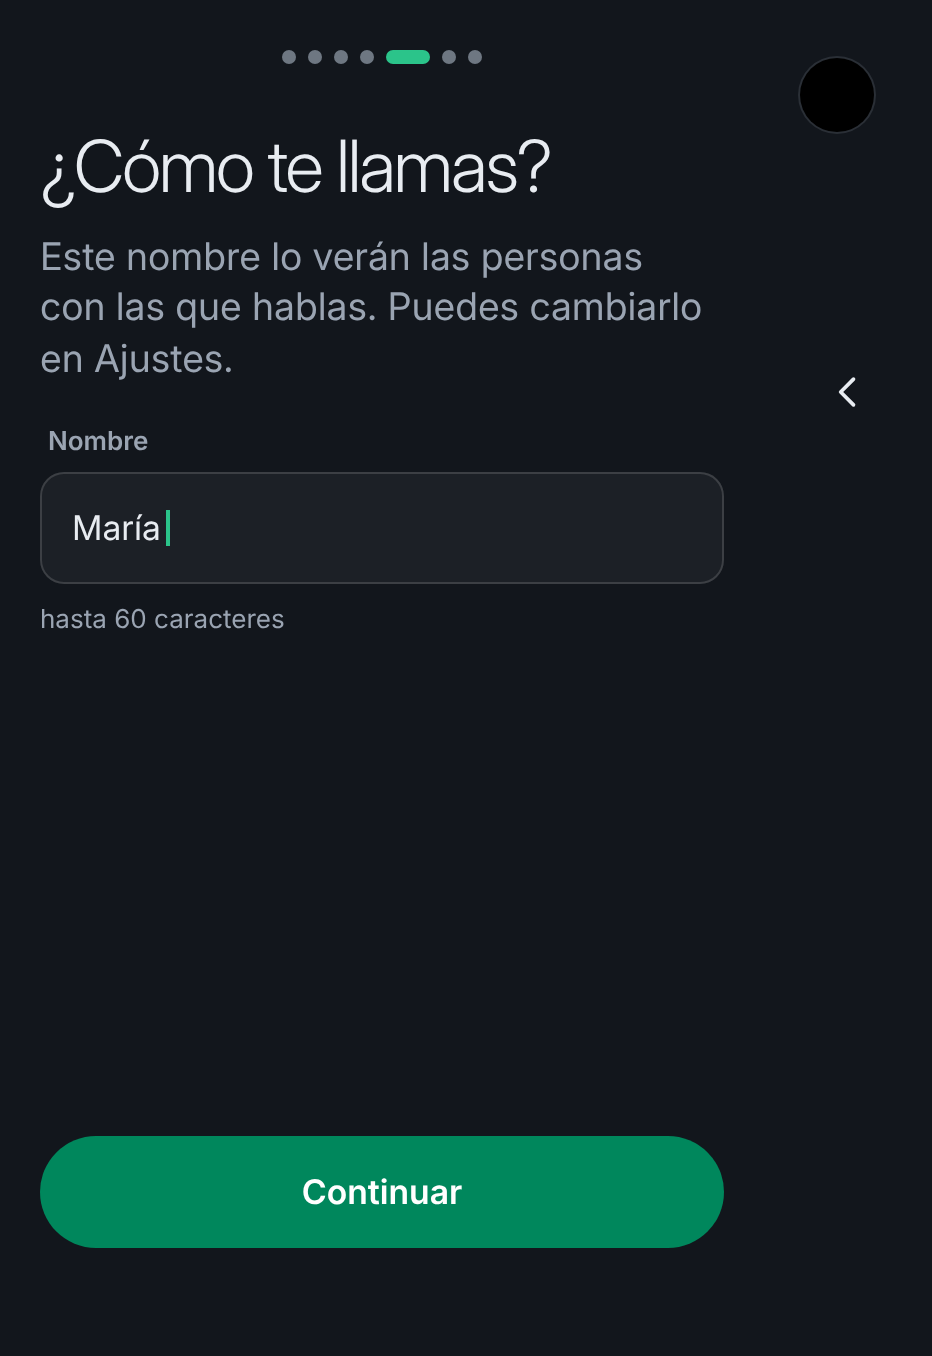 ¿Cómo te llamas?
Este nombre lo verán las personas
con las que hablas. Puedes cambiarlo
en Ajustes.
Nombre
María
hasta 60 caracteres
Continuar